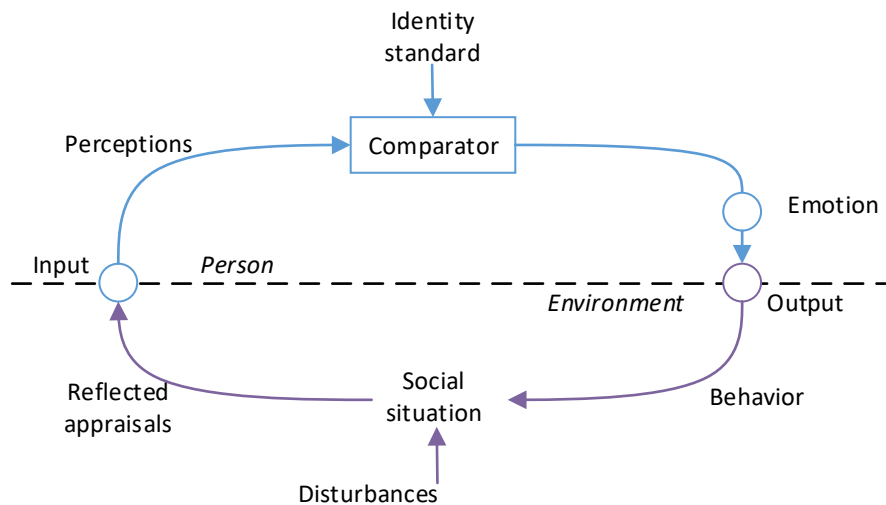 Identity
standard
Perceptions
Comparator
Emotion
Input
Person
Environment
Output
Reflected
appraisals
Social
situation
Behavior
Disturbances